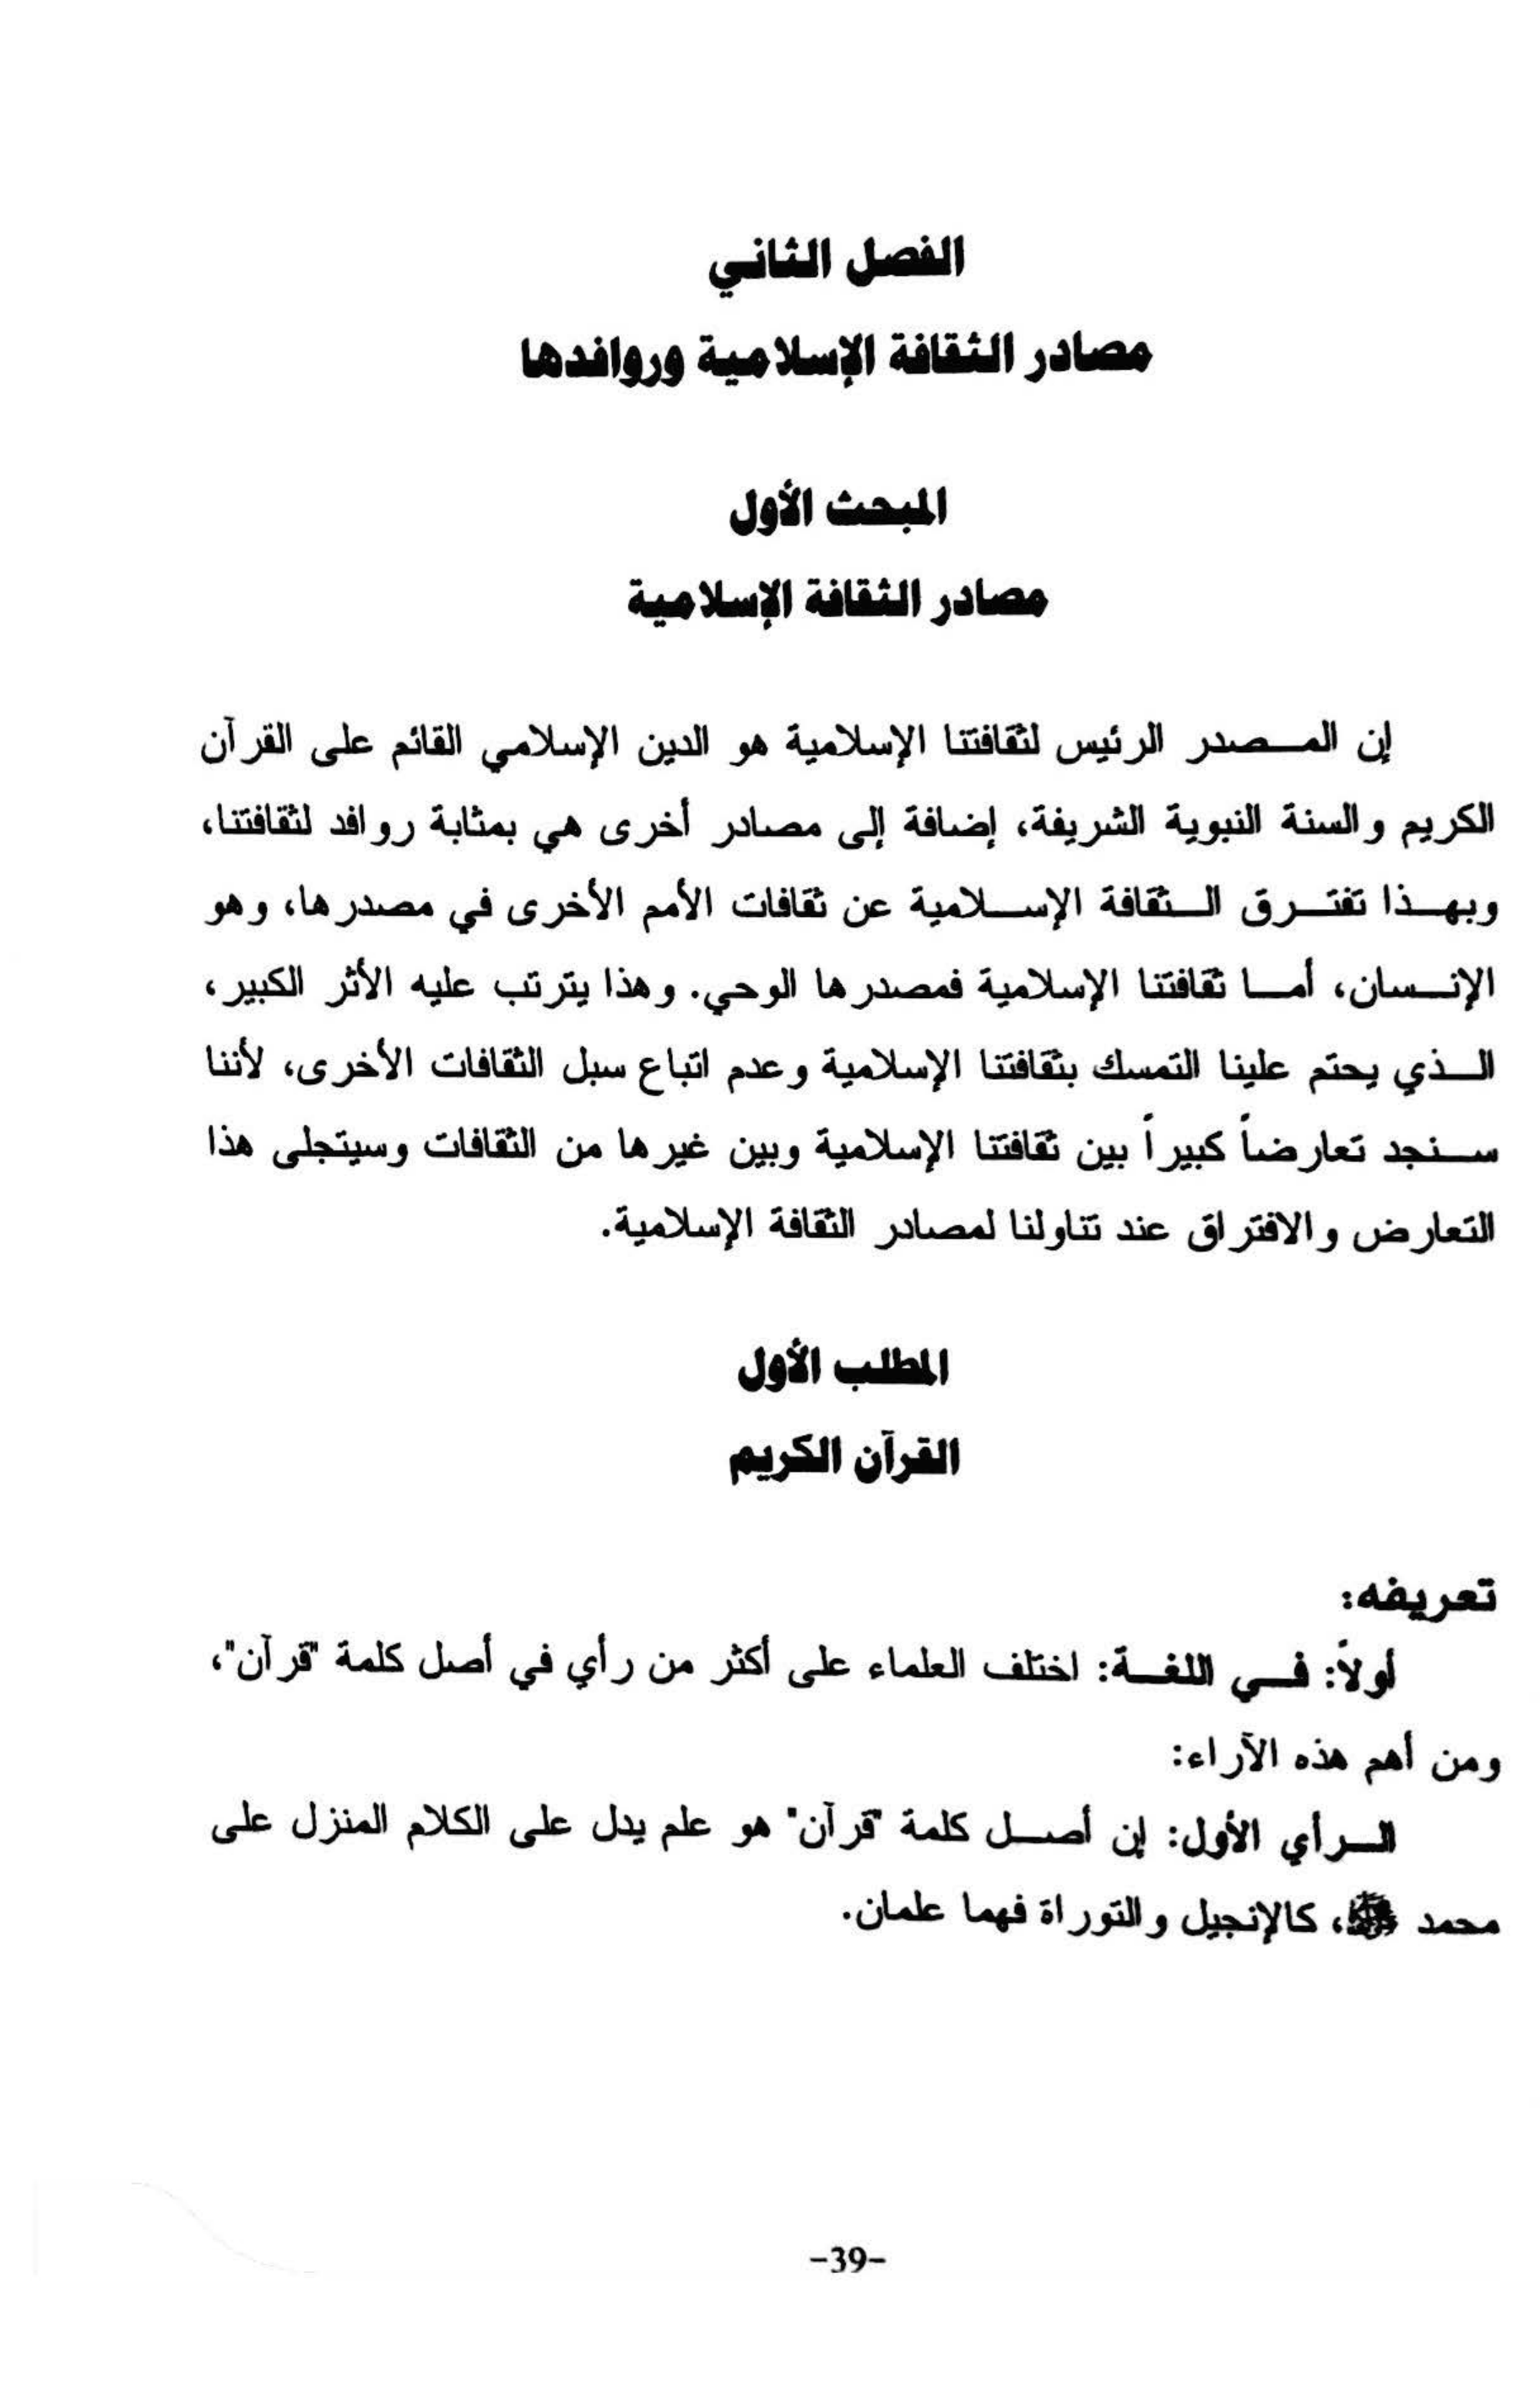 الفصل الثاني
مصادر الثقافة الإسلامية وروافدها
المبحث الأول
مصادر الثقافة الإسلامية
إن المصدر الرئيس لثقافتنا الإسلامية هو الدين الإسلامي القائم على القرآن
الكريم والسنة النبوية الشريفة، إضافة إلى مصادر أخرى هي بمثابة روافد لثقافتنا،
وبهذا تفترق الثقافة الإسلامية عن ثقافات الأمم الأخرى في مصدرها، وهو
الإنسان، أما ثقافتنا الإسلامية فمصدرها الوحي. وهذا يترتب عليه الأثر الكبير،
الذي يحتم علينا التمسك بثقافتنا الإسلامية وعدم اتباع سبل الثقافات الأخرى، لأننا
سنجد تعارضاً كبيراً بين ثقافتنا الإسلامية وبين غيرها من الثقافات وسيتجلى هذا
التعارض والافتراق عند تناولنا لمصادر الثقافة الإسلامية.
المطلب الأول
القرآن الكريم
تعريفه:
أولاً: في اللغة: اختلف العلماء على أكثر من رأي في أصل كلمة "قرآن"،
ومن أهم هذه الآراء:
الرأي الأول: إن أصل كلمة "قرآن" هو علم يدل على الكلام المنزل على
محمد ﷺ، كالإنجيل والتوراة فهما علمان.
-39-